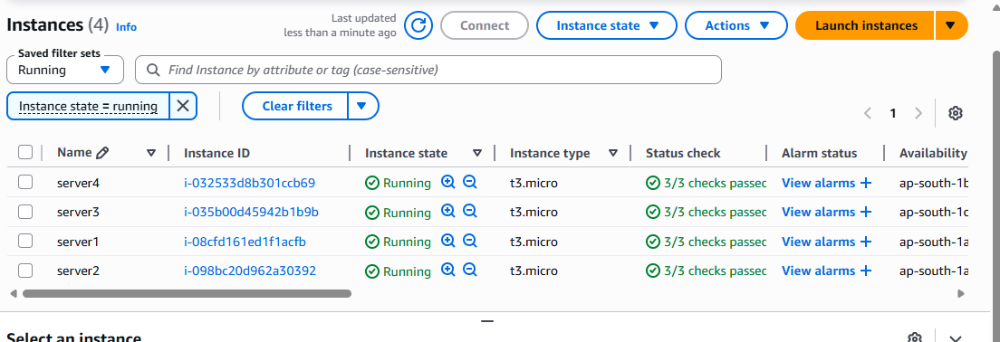 Instances (4) Info
Last updated
less than a minute ago
Connect
Instance state
Actions
Launch instances
Saved filter sets
Running
Find Instance by attribute or tag (case-sensitive)
Instance state = running
Clear filters
1
Name Instance ID Instance state Instance type Status check Alarm status Availability
server4 i-032533d8b301ccb69 Running t3.micro 3/3 checks passed View alarms + ap-south-1b
server3 i-035b00d45942b1b9b Running t3.micro 3/3 checks passed View alarms + ap-south-1c
server1 i-08cfd161ed1f1acfb Running t3.micro 3/3 checks passed View alarms + ap-south-1a
server2 i-098bc20d962a30392 Running t3.micro 3/3 checks passed View alarms + ap-south-1a
Select an instance